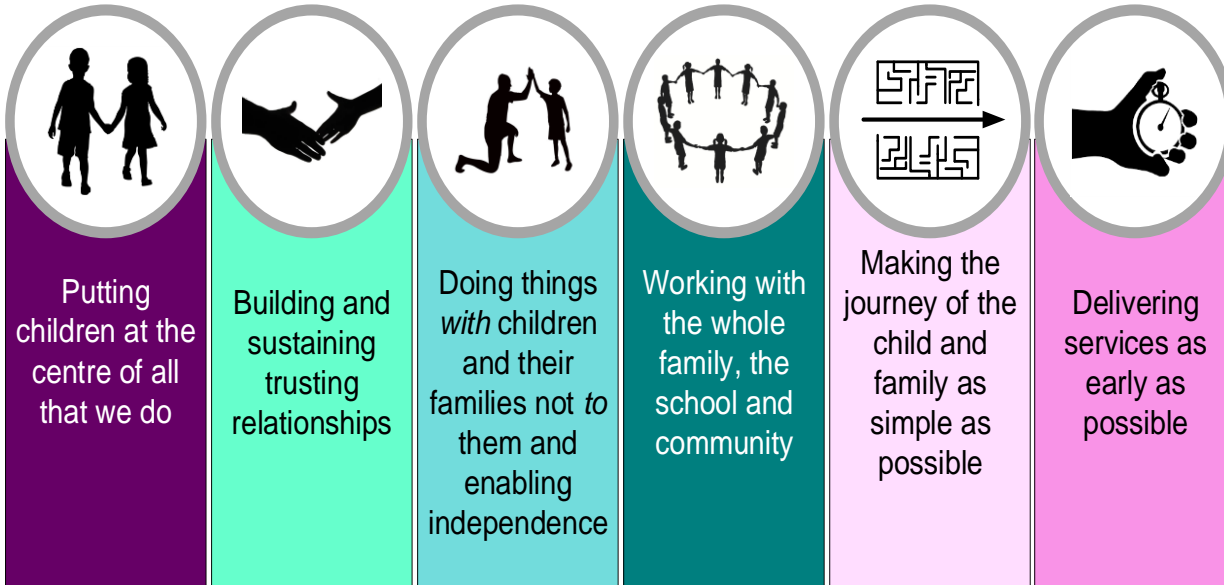 Putting
children at the
centre of all
that we do
Building and
sustaining
trusting
relationships
Doing things
with children
and their
families not to
them and
enabling
independence
Working with
the whole
family, the
school and
community
Making the
journey of the
child and
family as
simple as
possible
Delivering
services as
early as
possible